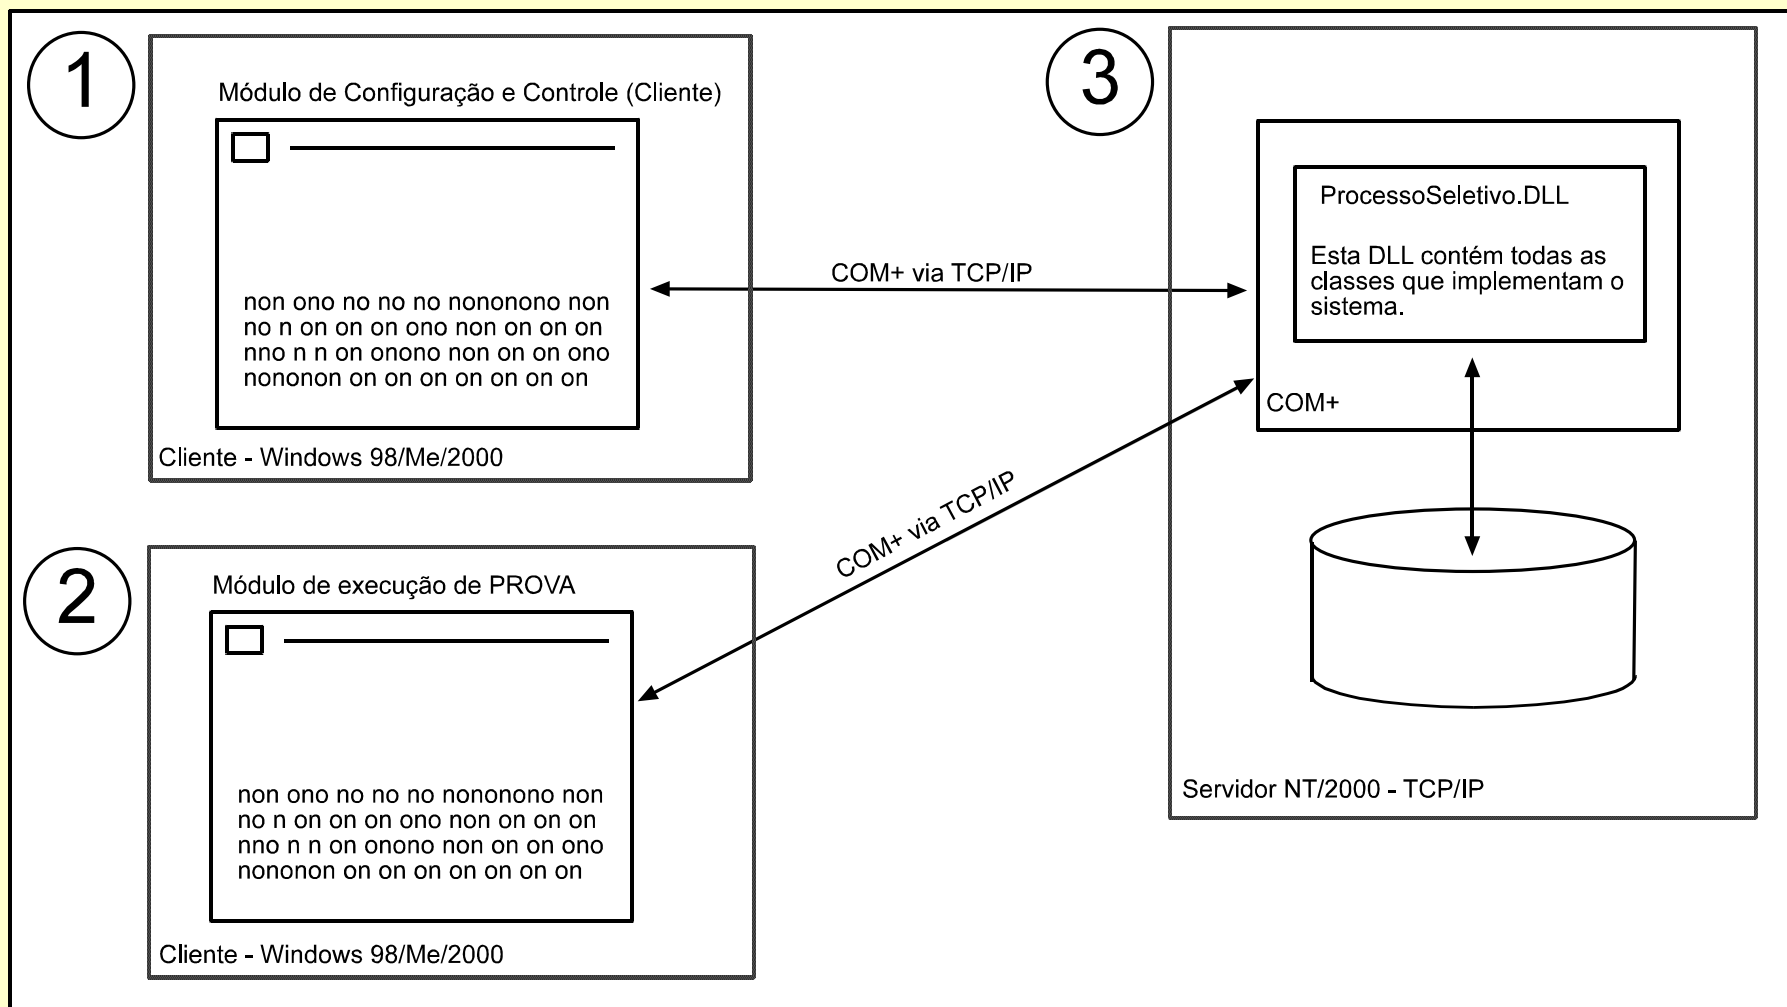 1
Módulo de Configuração e Controle (Cliente)
non ono no no no nononono non
no n on on on ono non on on on
nno n n on onono non on on ono
nononon on on on on on on on
Cliente - Windows 98/Me/2000
2
Módulo de execução de PROVA
non ono no no no nononono non
no n on on on ono non on on on
nno n n on onono non on on ono
nononon on on on on on on on
Cliente - Windows 98/Me/2000
COM+ via TCP/IP
COM+ via TCP/IP
3
ProcessoSeletivo.DLL
Esta DLL contém todas as
classes que implementam o
sistema.
COM+
Servidor NT/2000 - TCP/IP